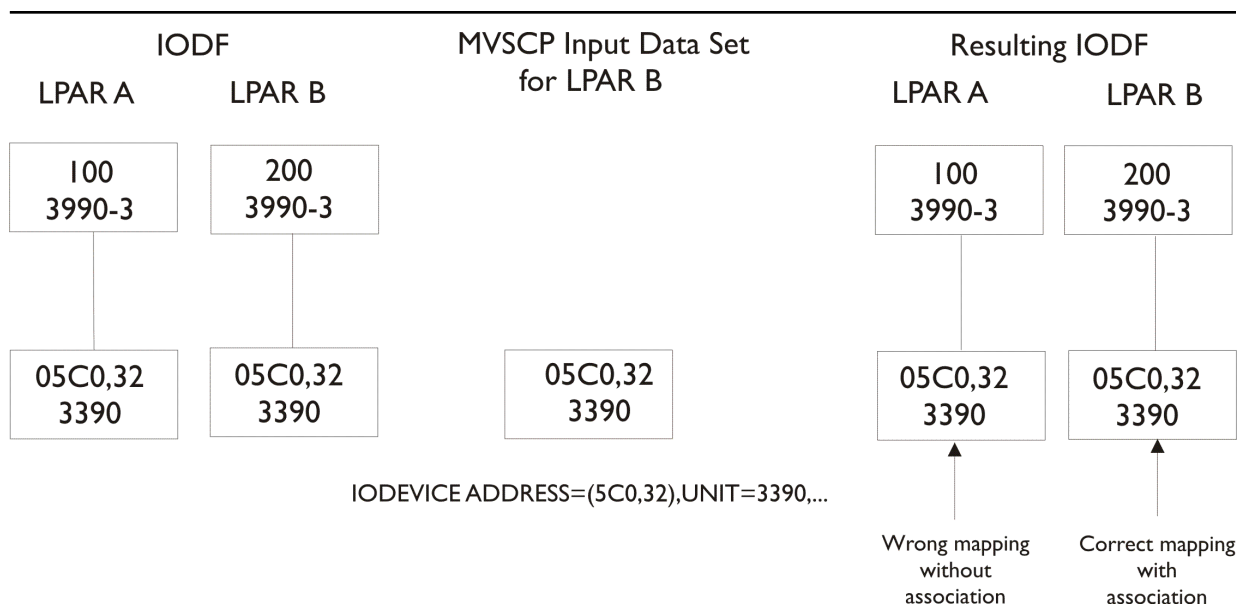 IODF
LPAR A
LPAR B
100
3990-3
200
3990-3
05C0,32
3390
05C0,32
3390
MVSCP Input Data Set
for LPAR B
05C0,32
3390
IODEVICE ADDRESS=(5C0,32),UNIT=3390,...
Resulting IODF
LPAR A
LPAR B
100
3990-3
200
3990-3
05C0,32
3390
05C0,32
3390
Wrong mapping
without
association
Correct mapping
with
association